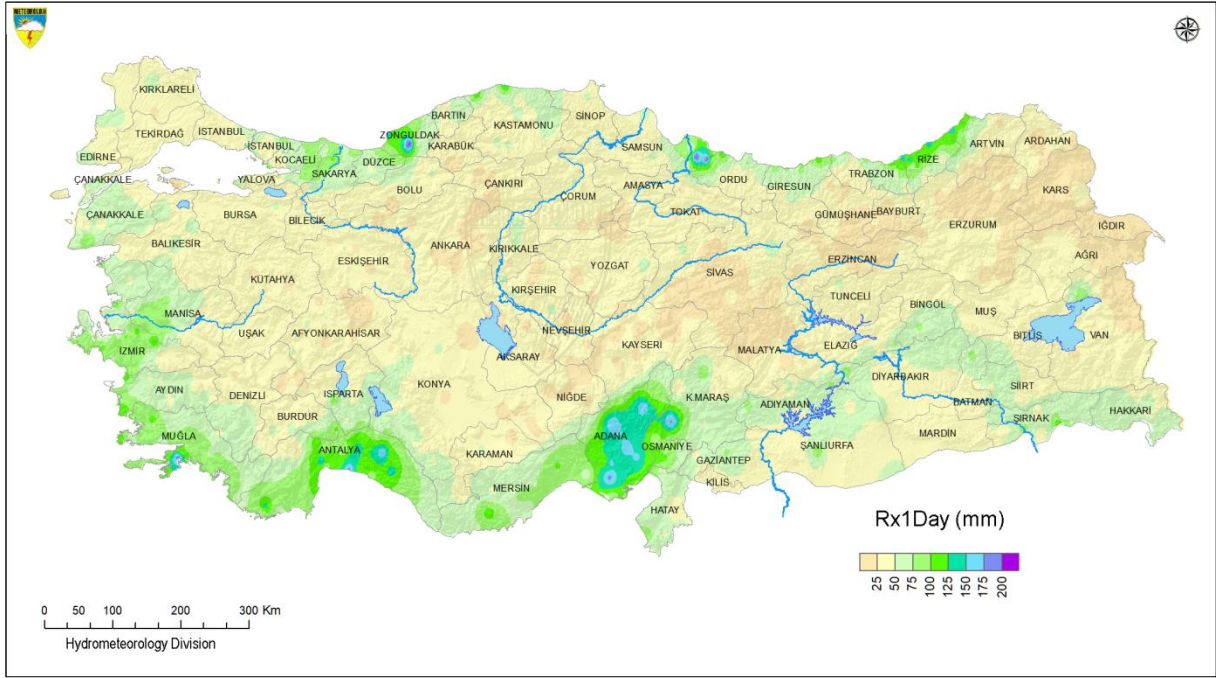 METEOROLOJİ
KIRKLARELİ
TEKİRDAĞ
İSTANBUL
EDİRNE
İSTANBUL
KOCAELİ
YALOVA
SAKARYA
DÜZCE
ZONGULDAK
BARTIN
KARABÜK
KASTAMONU
SİNOP
SAMSUN
ORDU
GİRESUN
TRABZON
RİZE
ARTVİN
ARDAHAN
ÇANAKKALE
ÇANAKKALE
BALIKESİR
BURSA
BİLECİK
BOLU
ÇANKIRI
ÇORUM
AMASYA
TOKAT
GÜMÜŞHANE
BAYBURT
ERZURUM
KARS
IĞDIR
AĞRI
KÜTAHYA
ESKİŞEHİR
ANKARA
KIRIKKALE
YOZGAT
SİVAS
ERZİNCAN
TUNCELİ
BİNGÖL
MUŞ
BİTLİS
VAN
MANİSA
UŞAK
AFYONKARAHİSAR
KIRŞEHİR
NEVŞEHİR
KAYSERİ
MALATYA
ELAZIĞ
DİYARBAKIR
SİİRT
İZMİR
AYDIN
DENİZLİ
ISPARTA
KONYA
AKSARAY
NİĞDE
K.MARAŞ
ADIYAMAN
BATMAN
ŞIRNAK
HAKKARİ
BURDUR
MUĞLA
ANTALYA
KARAMAN
MERSİN
ADANA
OSMANİYE
GAZİANTEP
KİLİS
ŞANLIURFA
MARDİN
HATAY
Rx1Day (mm)
25 50 75 100 125 150 175 200
0 50 100 200 300 Km
Hydrometeorology Division